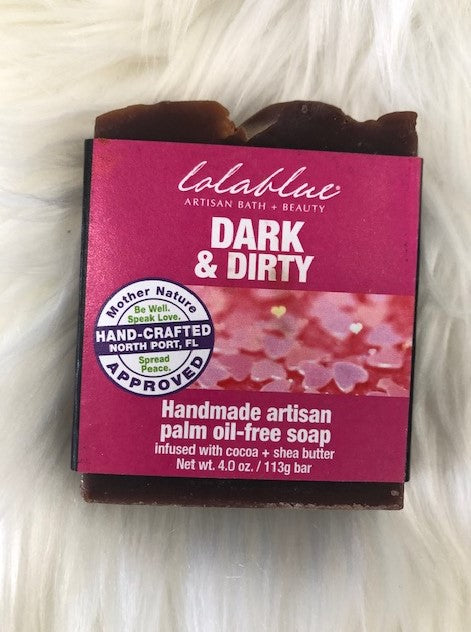 lolablue®
ARTISAN BATH + BEAUTY
DARK
& DIRTY
Mother Nature
Be Well.
Speak Love.
HAND-CRAFTED
NORTH PORT, FL
Spread
Peace.
APPROVED
Handmade artisan
palm oil-free soap
infused with cocoa + shea butter
Net wt. 4.0 oz. / 113g bar